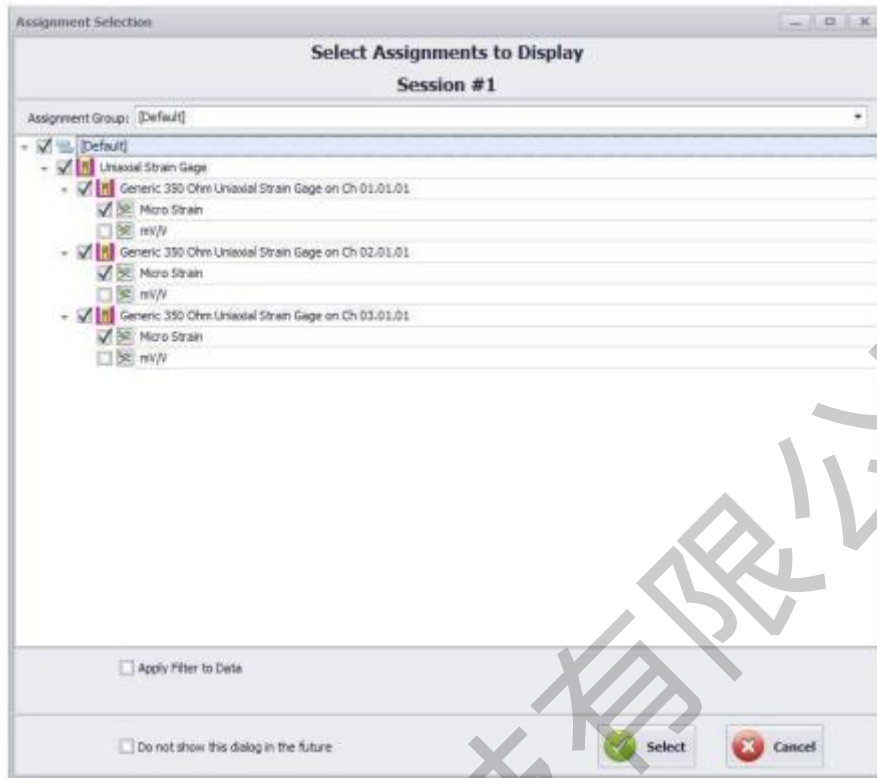 Assignment Selection
Select Assignments to Display
Session #1
Assignment Group: [Default]
[Default]
Uniaxial Strain Gage
Generic 350 Ohm Uniaxial Strain Gage on Ch 01.01.01
Micro Strain
mV/V
Generic 350 Ohm Uniaxial Strain Gage on Ch 02.01.01
Micro Strain
mV/V
Generic 350 Ohm Uniaxial Strain Gage on Ch 03.01.01
Micro Strain
mV/V
Apply Filter to Data
Do not show this dialog in the future
Select
Cancel
有限公